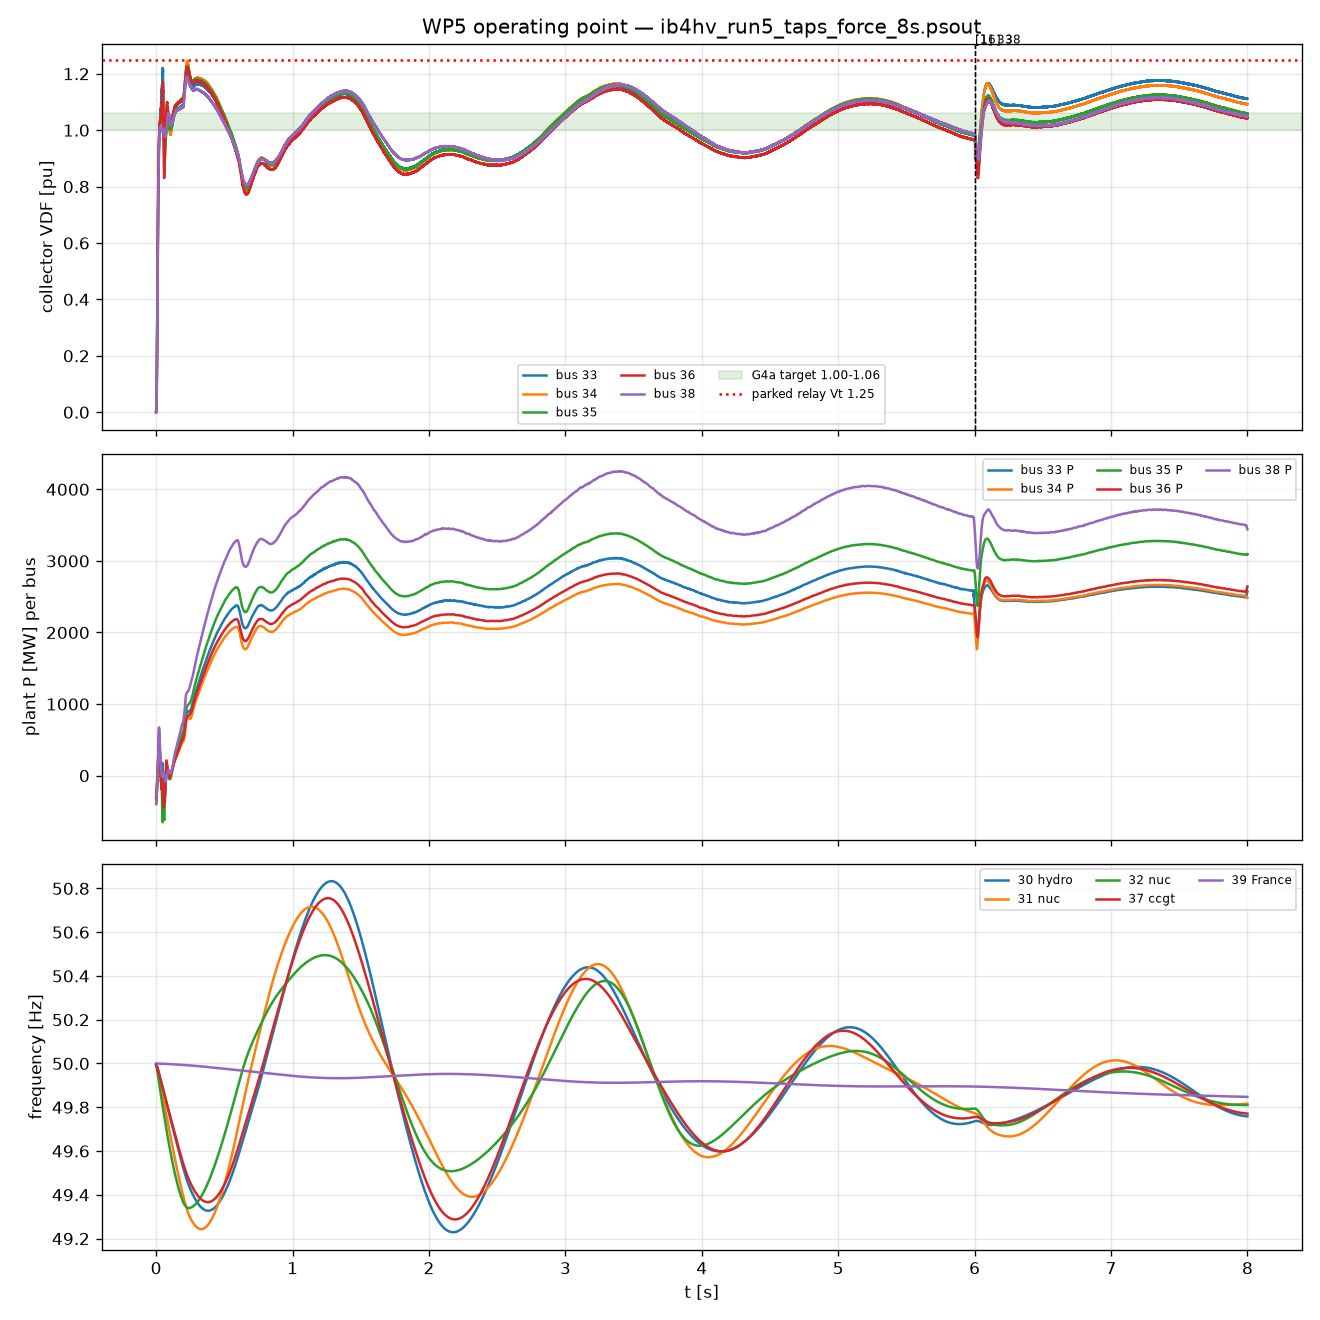 WP5 operating point — ib4hv_run5_taps_force_8s.psout
collector VDF [pu]
1.2
1.0
0.8
0.6
0.4
0.2
0.0
bus 33
bus 34
bus 35
bus 36
bus 38
G4a target 1.00-1.06
parked relay Vt 1.25
plant P [MW] per bus
4000
3000
2000
1000
0
bus 33 P
bus 34 P
bus 35 P
bus 36 P
bus 38 P
frequency [Hz]
50.8
50.6
50.4
50.2
50.0
49.8
49.6
49.4
49.2
30 hydro
31 nuc
32 nuc
37 ccgt
39 France
0 1 2 3 4 5 6 7 8
t [s]